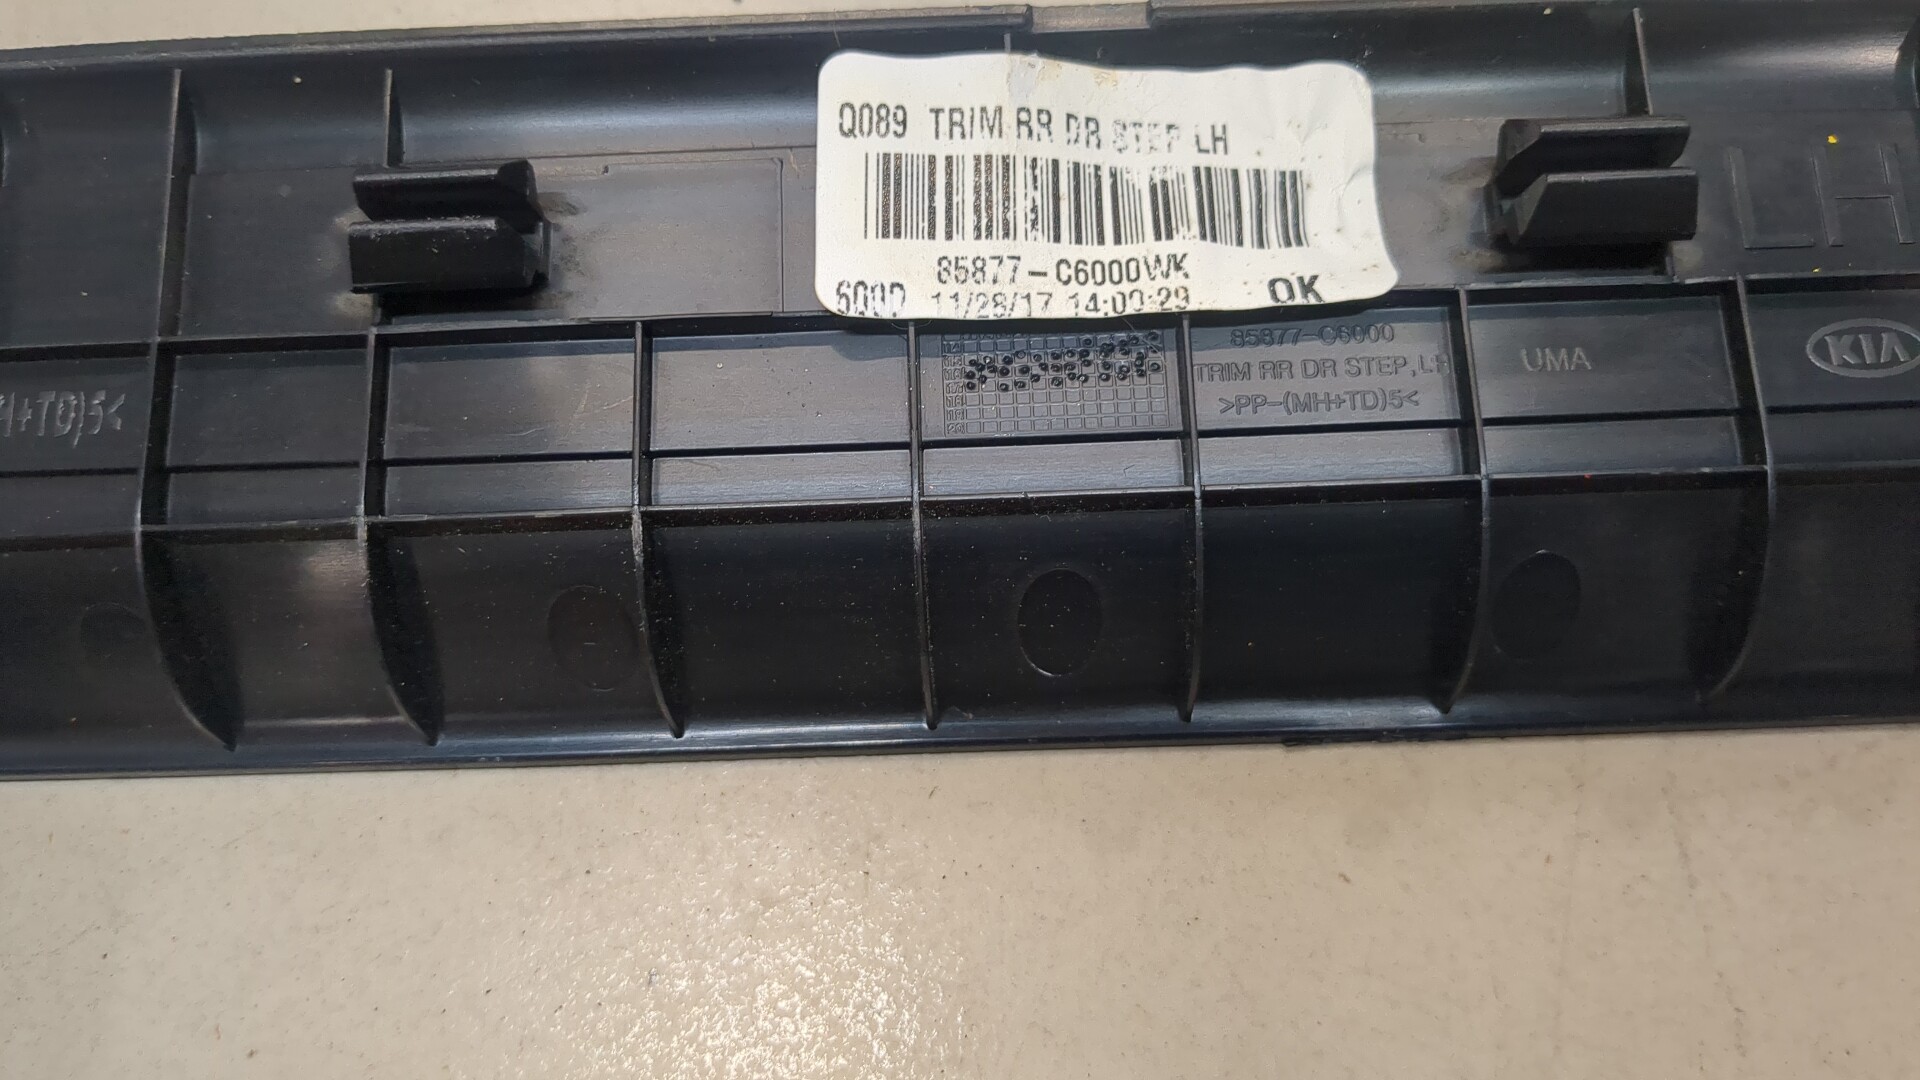 Q089 TRIM RR DR STEP LH
85877-C6000WK
11/28/17 14:00:29 OK
LH
85877-C6000
TRIM RR DR STEP, LH
>PP-(MH+TD)5<
UMA
KIA
H+TD)5<